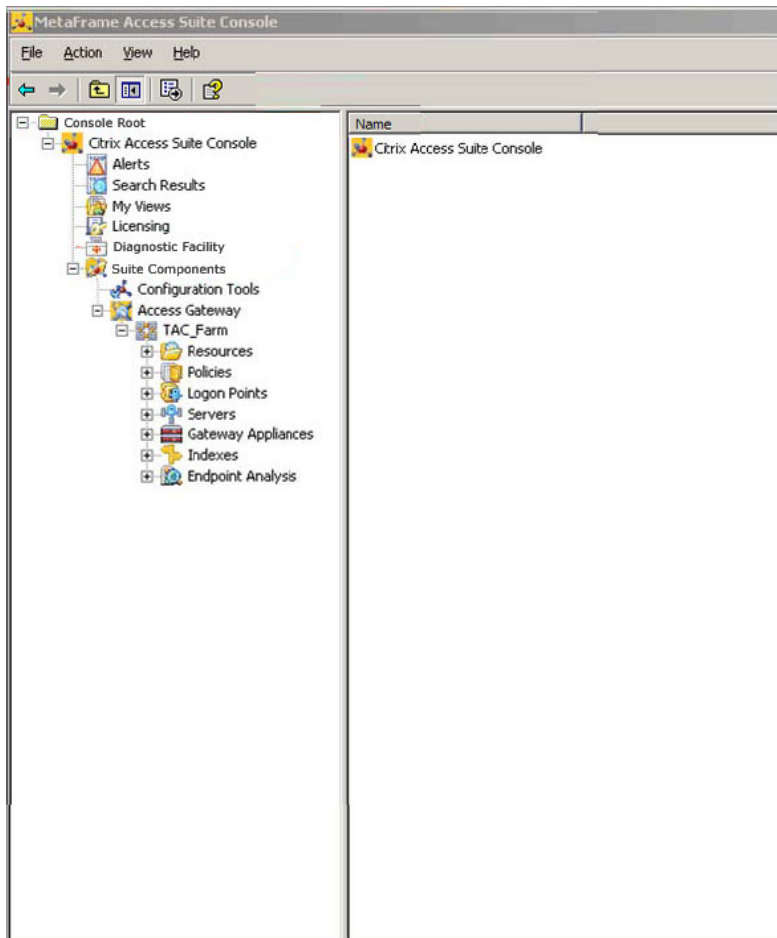 MetaFrame Access Suite Console
File Action View Help
Console Root
Citrix Access Suite Console
Alerts
Search Results
My Views
Licensing
Diagnostic Facility
Suite Components
Configuration Tools
Access Gateway
TAC_Farm
Resources
Policies
Logon Points
Servers
Gateway Appliances
Indexes
Endpoint Analysis
Name
Citrix Access Suite Console